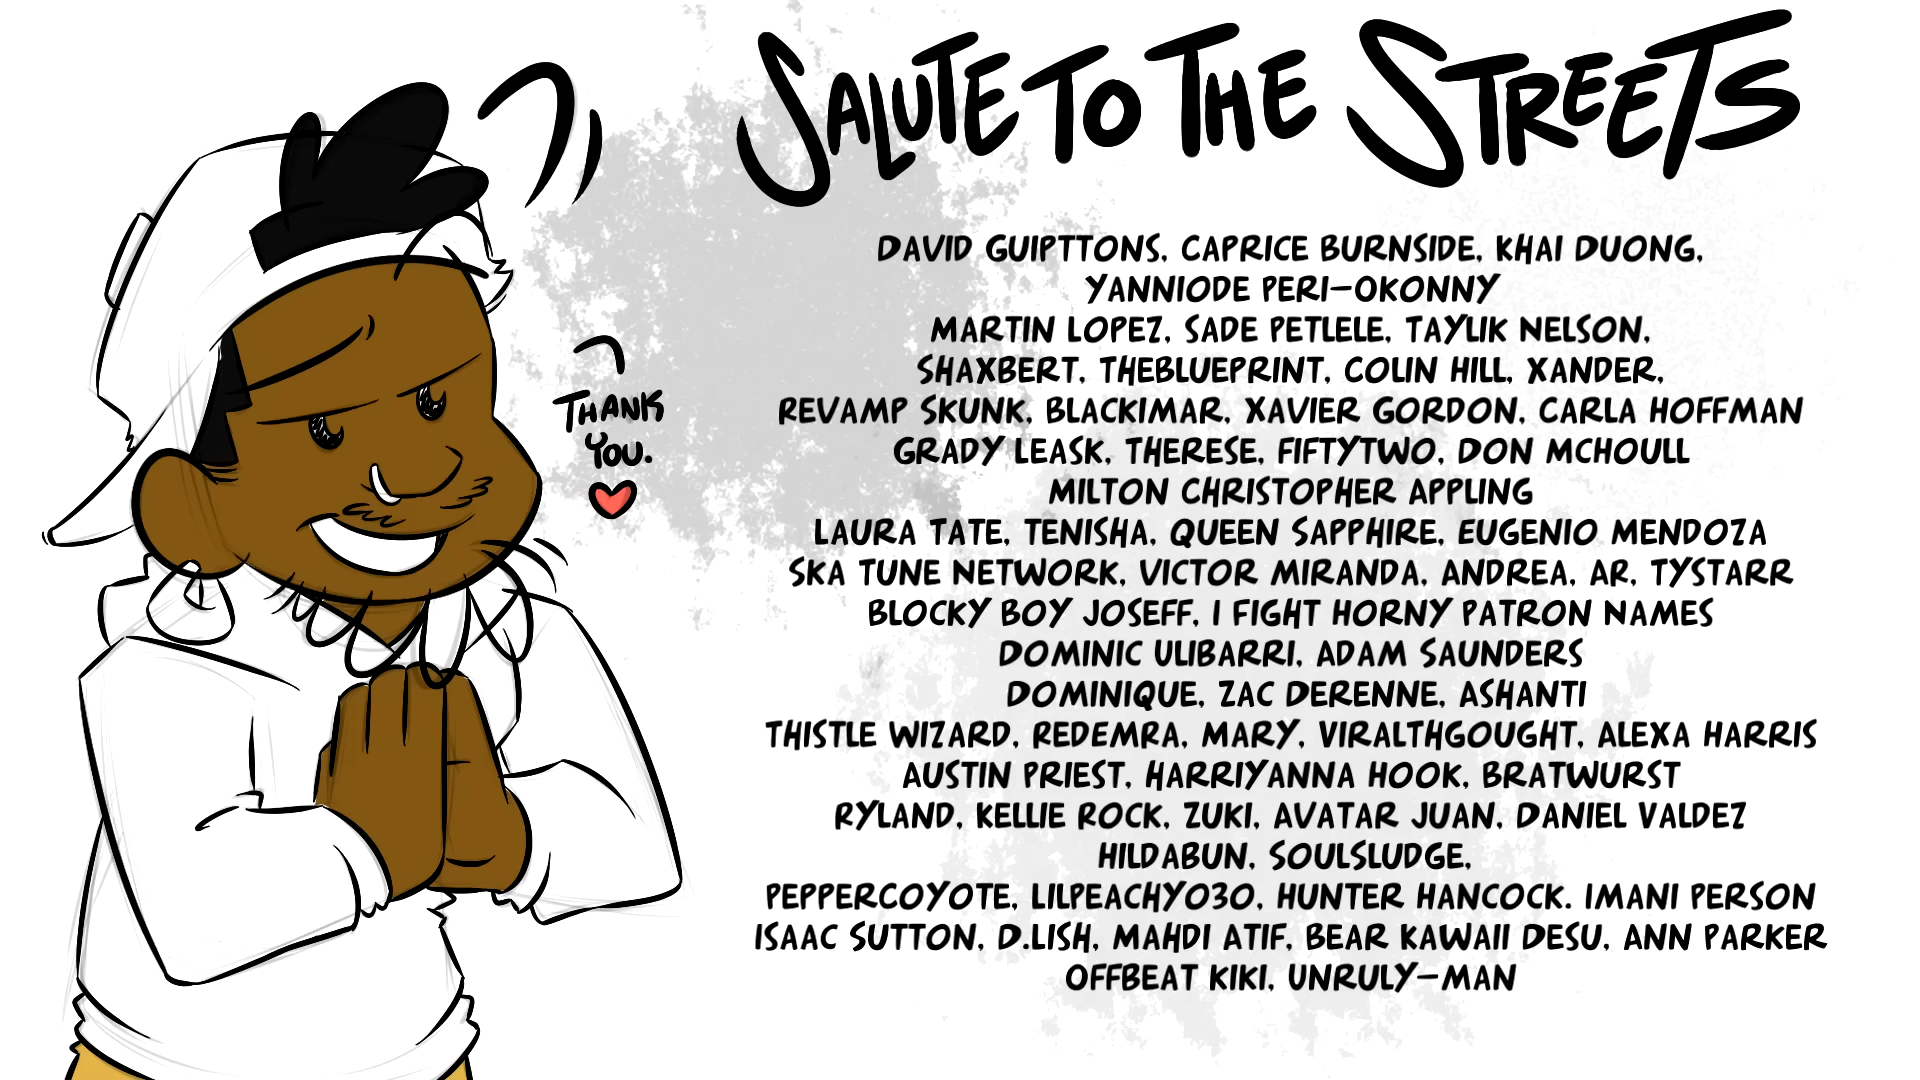 SALUTE TO THE STREETS
DAVID GUIPTTONS, CAPRICE BURNSIDE, KHAI DUONG,
YANNIODE PERI-OKONNY
MARTIN LOPEZ, SADE PETLELE, TAYLIK NELSON,
SHAXBERT, THEBLUEPRINT, COLIN HILL, XANDER,
REVAMP SKUNK, BLACKIMAR, XAVIER GORDON, CARLA HOFFMAN
GRADY LEASK, THERESE, FIFTYTWO, DON MCHOULL
MILTON CHRISTOPHER APPLING
LAURA TATE, TENISHA, QUEEN SAPPHIRE, EUGENIO MENDOZA
SKA TUNE NETWORK, VICTOR MIRANDA, ANDREA, AR, TYSTARR
BLOCKY BOY JOSEFF, I FIGHT HORNY PATRON NAMES
DOMINIC ULIBARRI, ADAM SAUNDERS
DOMINIQUE, ZAC DERENNE, ASHANTI
THISTLE WIZARD, REDEMRA, MARY, VIRALTHGOUGHT, ALEXA HARRIS
AUSTIN PRIEST, HARRIYANNA HOOK, BRATWURST
RYLAND, KELLIE ROCK, ZUKI, AVATAR JUAN, DANIEL VALDEZ
HILDABUN, SOULSLUDGE,
PEPPERCOYOTE, LILPEACHYO3O, HUNTER HANCOCK. IMANI PERSON
ISAAC SUTTON, D.LISH, MAHDI ATIF, BEAR KAWAII DESU, ANN PARKER
OFFBEAT KIKI, UNRULY-MAN
THANK
YOU.